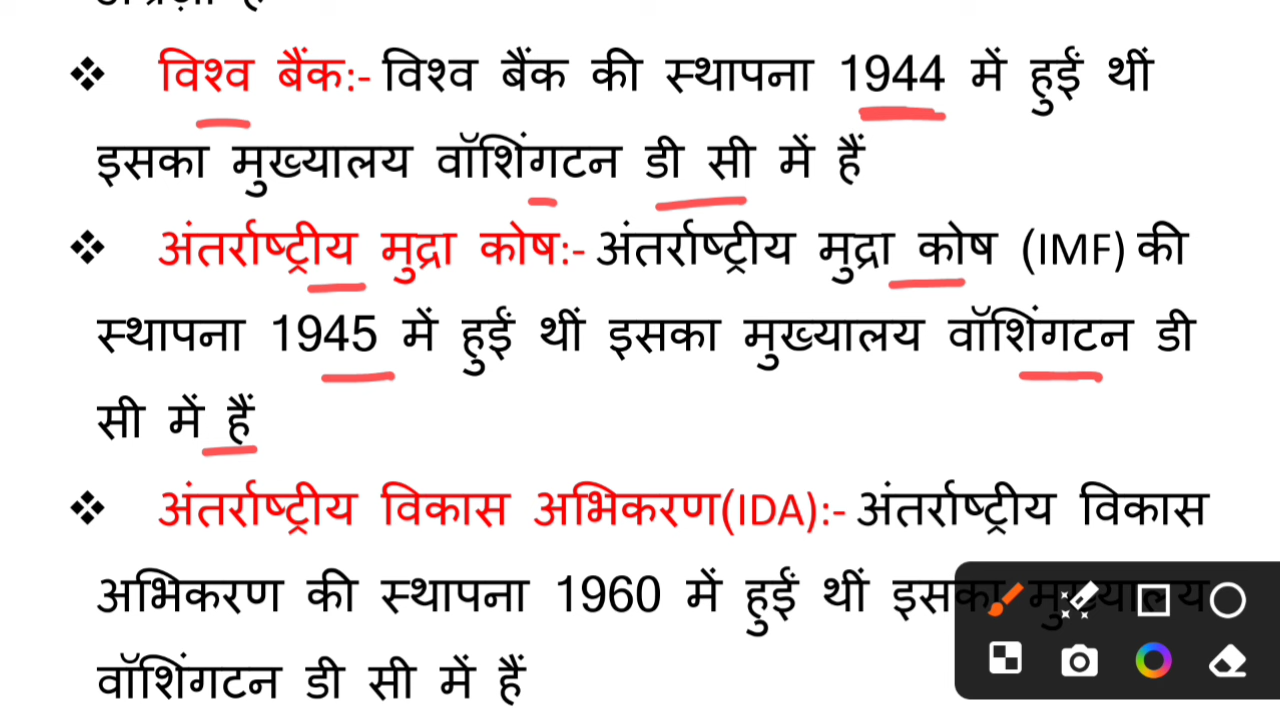 ❖ विश्व बैंक:- विश्व बैंक की स्थापना 1944 में हुईं थीं
इसका मुख्यालय वॉशिंगटन डी सी में हैं
❖ अंतर्राष्ट्रीय मुद्रा कोष:- अंतर्राष्ट्रीय मुद्रा कोष (IMF) की
स्थापना 1945 में हुईं थीं इसका मुख्यालय वॉशिंगटन डी
सी में हैं
❖ अंतर्राष्ट्रीय विकास अभिकरण(IDA):- अंतर्राष्ट्रीय विकास
अभिकरण की स्थापना 1960 में हुईं थीं इसका मुख्यालय
वॉशिंगटन डी सी में हैं